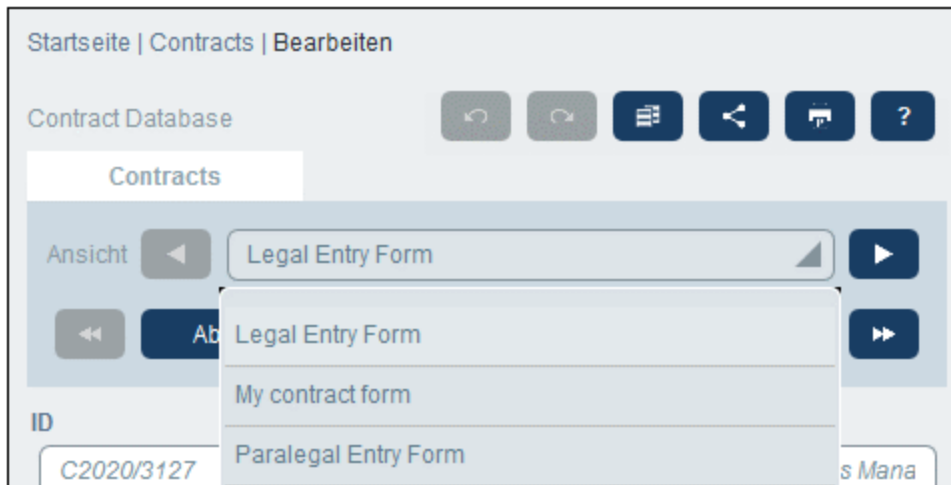 Startseite | Contracts | Bearbeiten
Contract Database
?
Contracts
Ansicht
Legal Entry Form
Legal Entry Form
My contract form
ID
Paralegal Entry Form
C2020/3127